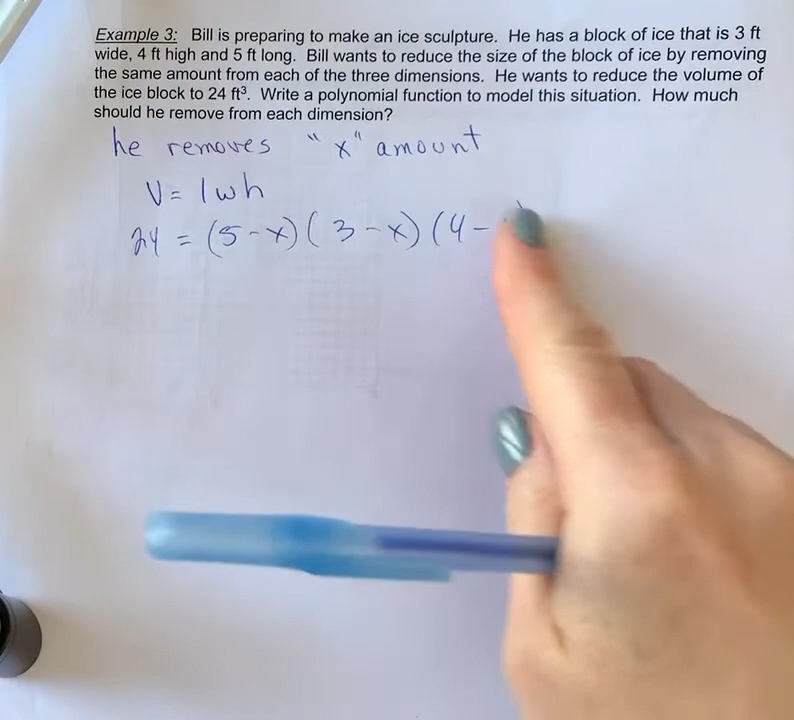 Example 3: Bill is preparing to make an ice sculpture. He has a block of ice that is 3 ft
wide, 4 ft high and 5 ft long. Bill wants to reduce the size of the block of ice by removing
the same amount from each of the three dimensions. He wants to reduce the volume of
the ice block to 24 ft³. Write a polynomial function to model this situation. How much
should he remove from each dimension?
he removes "x" amount
V = lwh
24 = (5-x)(3-x)(4-